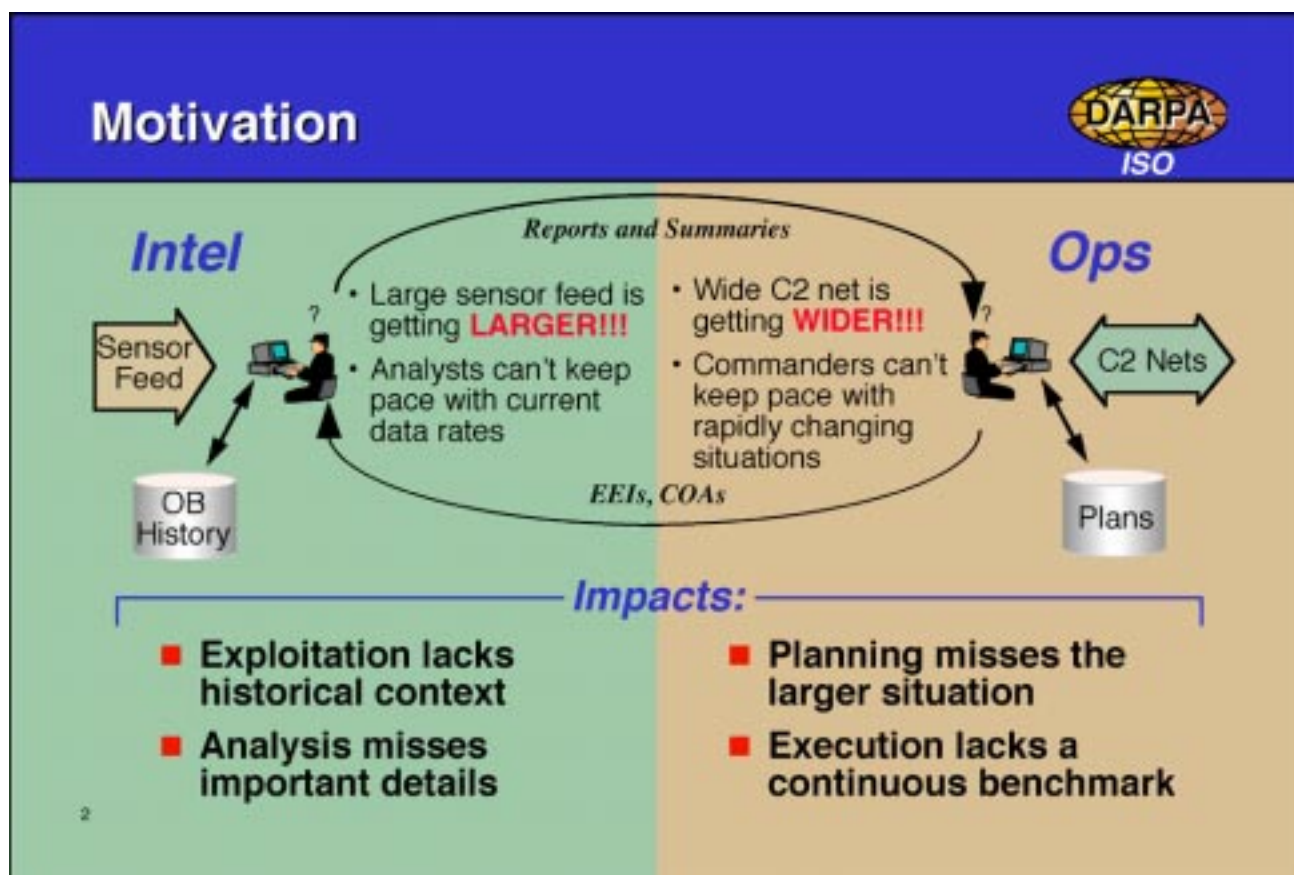 Motivation
DARPA
ISO
Intel
Reports and Summaries
Ops
?
• Large sensor feed is
getting LARGER!!!
• Analysts can't keep
pace with current
data rates
• Wide C2 net is
getting WIDER!!!
• Commanders can't
keep pace with
rapidly changing
situations
?
Sensor
Feed
C2 Nets
OB
History
EEIs, COAs
Plans
Impacts:
Exploitation lacks
historical context
Analysis misses
important details
Planning misses the
larger situation
Execution lacks a
continuous benchmark
2